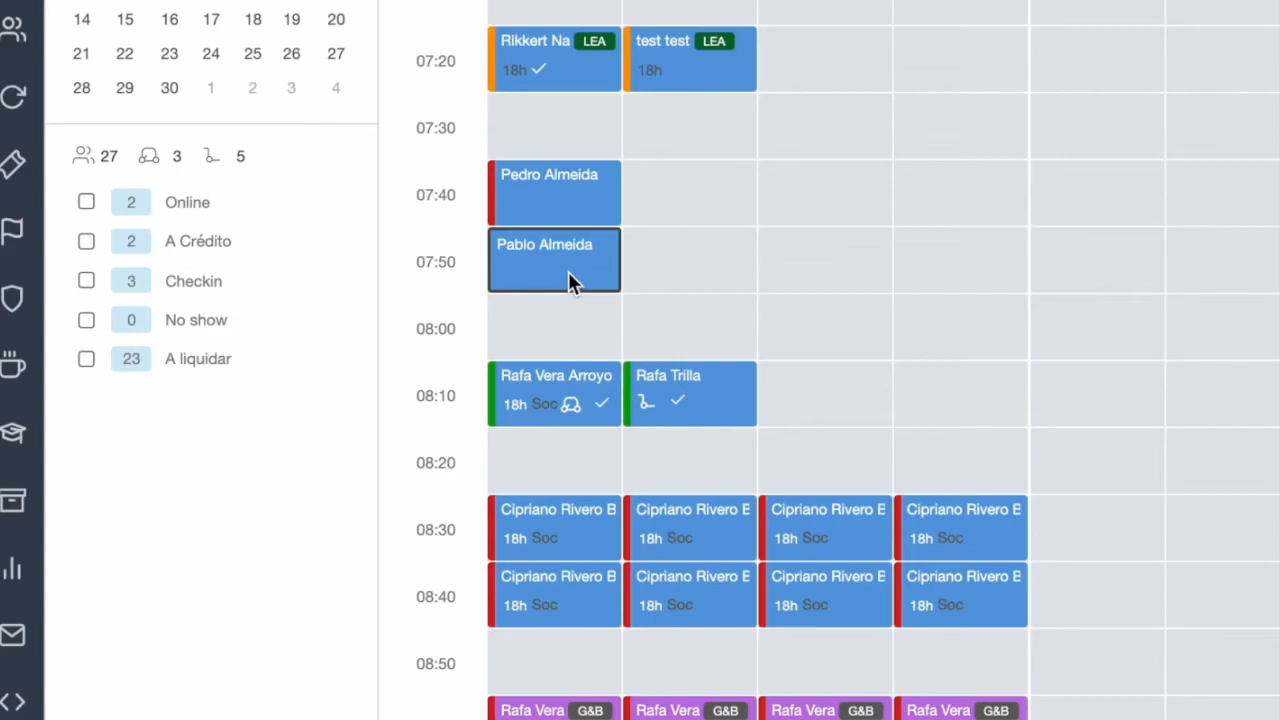 14 15 16 17 18 19 20
21 22 23 24 25 26 27
28 29 30 1 2 3 4
27 3 5
2 Online
2 A Crédito
3 Checkin
0 No show
23 A liquidar
07:20
Rikkert Na LEA
18h
test test LEA
18h
07:30
07:40
Pedro Almeida
07:50
Pablo Almeida
08:00
08:10
Rafa Vera Arroyo
18h Soc
Rafa Trilla
08:20
08:30
Cipriano Rivero B
18h Soc
Cipriano Rivero B
18h Soc
Cipriano Rivero B
18h Soc
Cipriano Rivero B
18h Soc
08:40
Cipriano Rivero B
18h Soc
Cipriano Rivero B
18h Soc
Cipriano Rivero B
18h Soc
Cipriano Rivero B
18h Soc
08:50
Rafa Vera G&B
Rafa Vera G&B
Rafa Vera G&B
Rafa Vera G&B